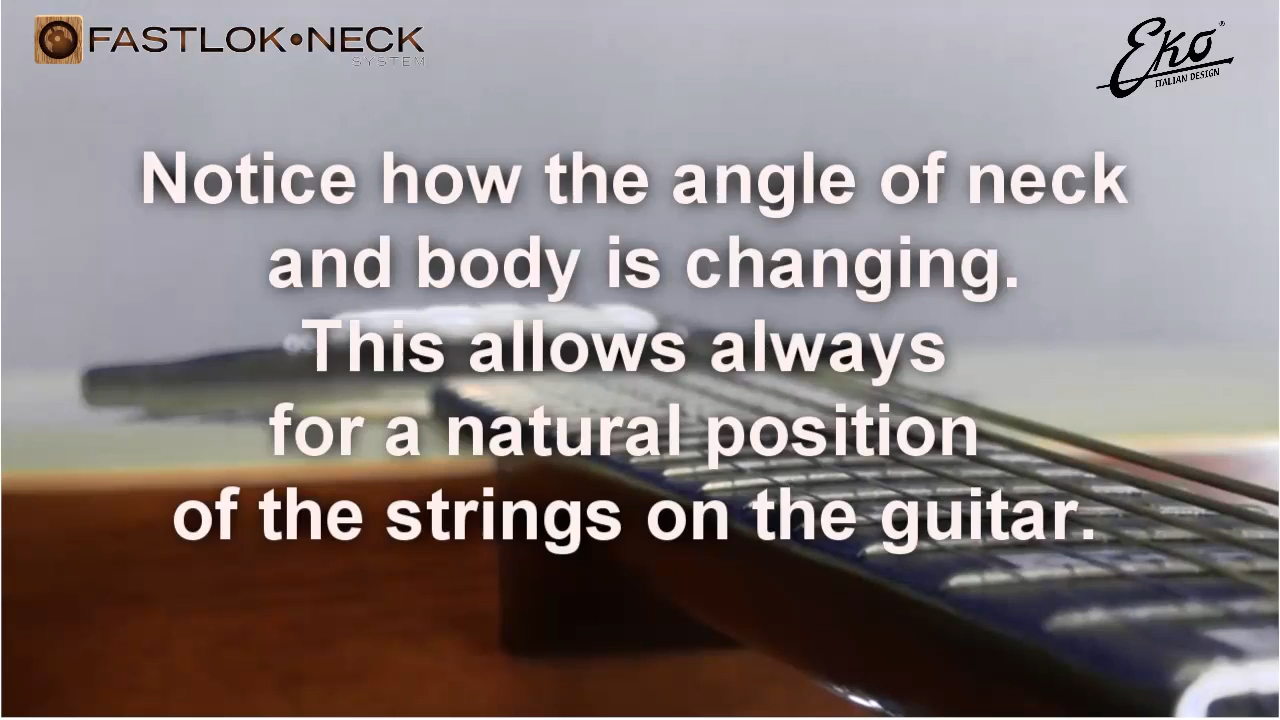 FASTLOK•NECK
SYSTEM
Eko®
ITALIAN DESIGN
Notice how the angle of neck
and body is changing.
This allows always
for a natural position
of the strings on the guitar.